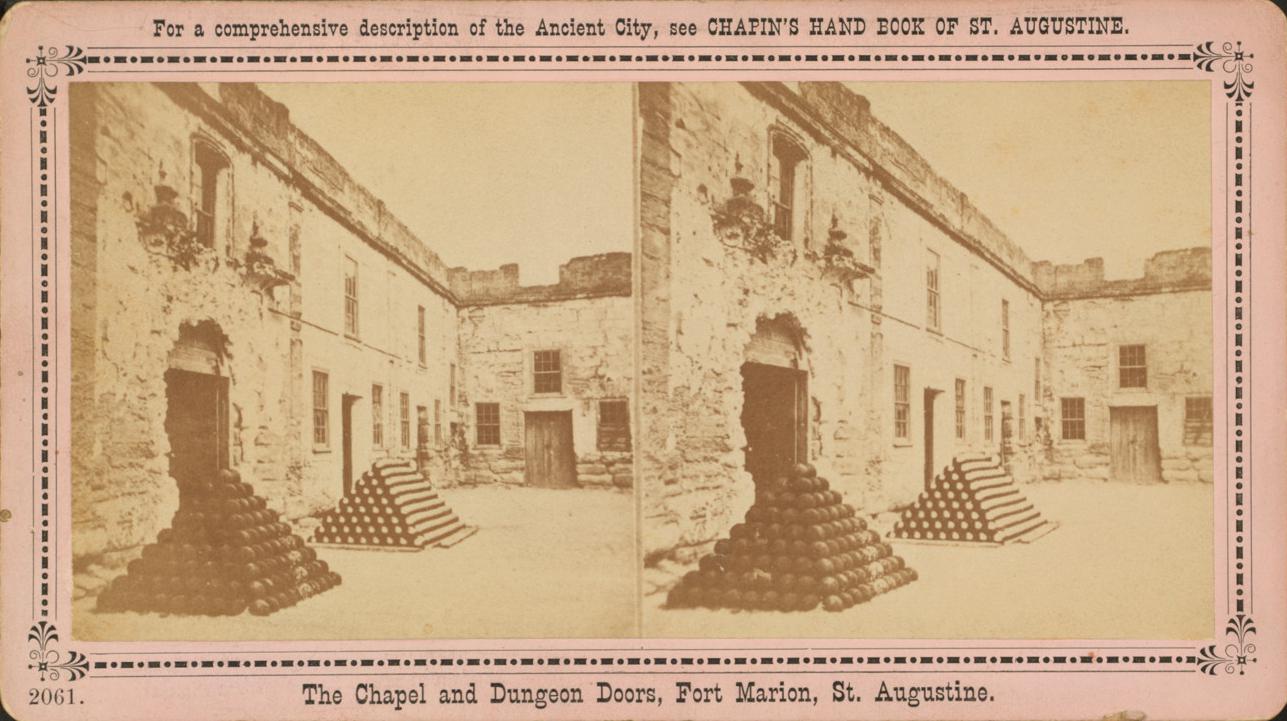 For a comprehensive description of the Ancient City, see CHAPIN'S HAND BOOK OF ST. AUGUSTINE.
2061.
The Chapel and Dungeon Doors, Fort Marion, St. Augustine.